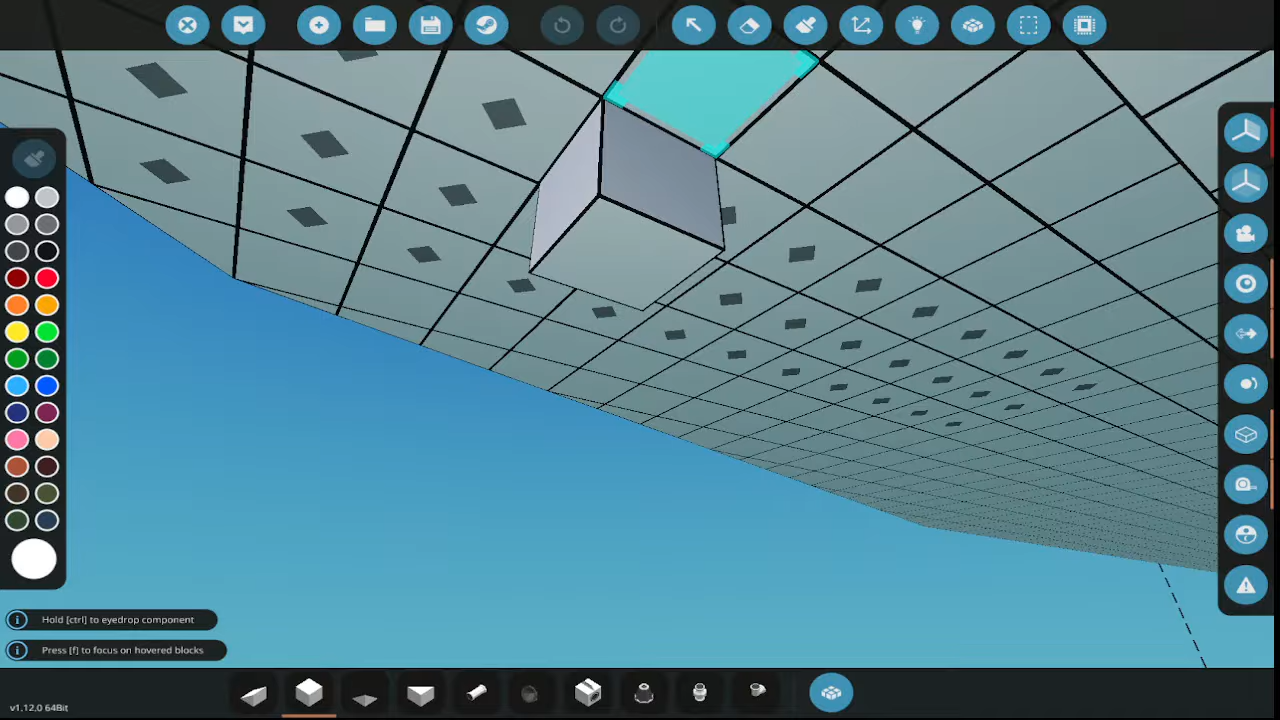 Hold [ctrl] to eyedrop component
Press [f] to focus on hovered blocks
v1.12.0 64Bit